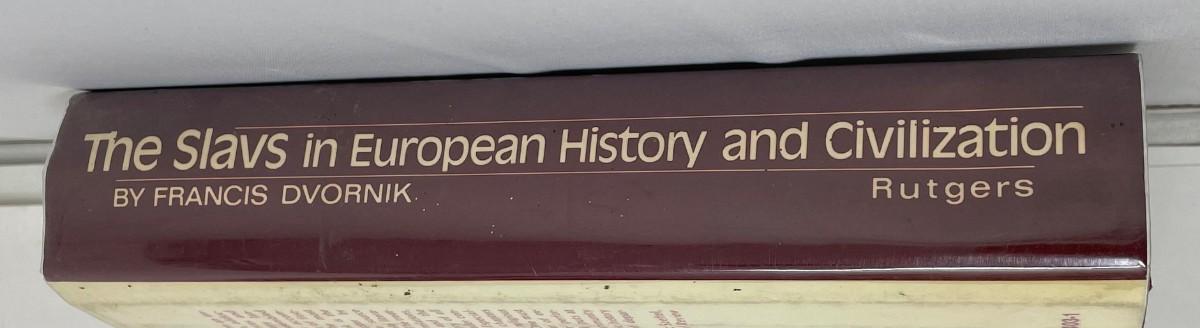 The Slavs in European History and Civilization
BY FRANCIS DVORNIK
Rutgers